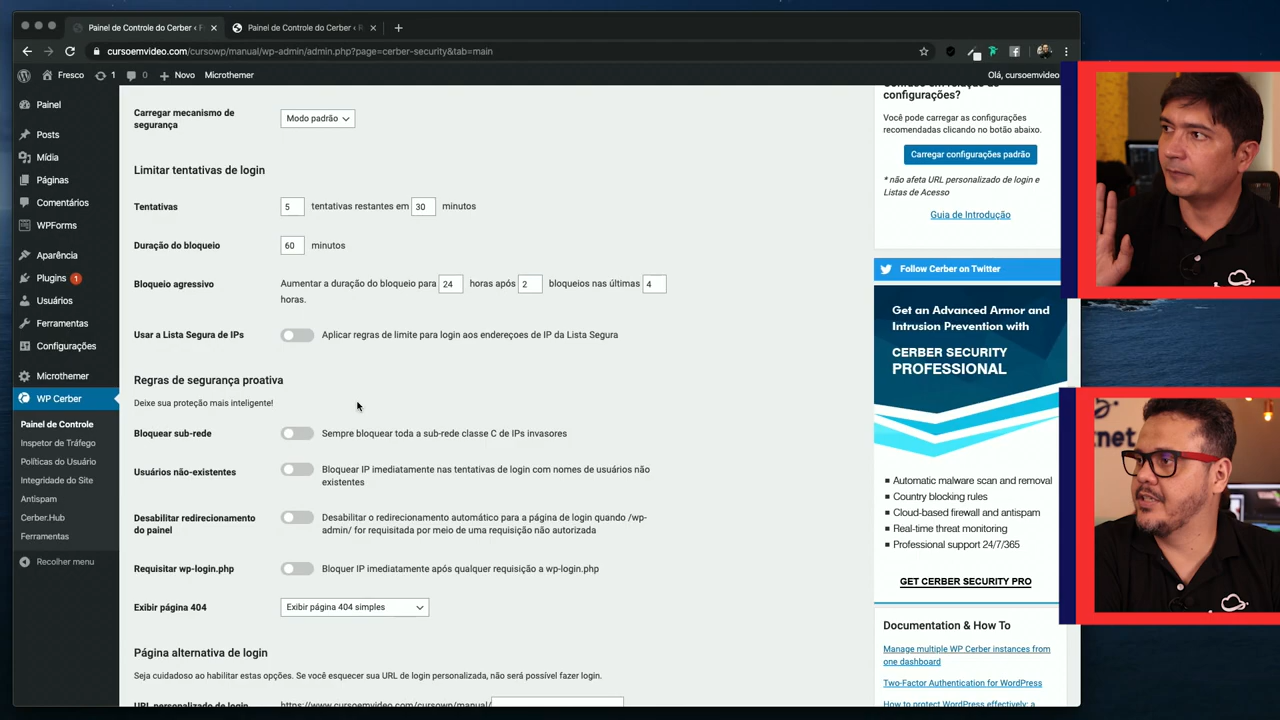 Painel de Controle do Cerber ‹ F
Painel de Controle do Cerber ‹
cursoemvideo.com/cursowp/manual/wp-admin/admin.php?page=cerber-security&tab=main
Fresco
1
0
Novo
Microthemer
Olá, cursoemvideo
Painel
Posts
Mídia
Páginas
Comentários
WPForms
Aparência
Plugins 1
Usuários
Ferramentas
Configurações
Microthemer
WP Cerber
Painel de Controle
Inspetor de Tráfego
Políticas do Usuário
Integridade do Site
Antispam
Cerber.Hub
Ferramentas
Recolher menu
Carregar mecanismo de
segurança
Modo padrão
Limitar tentativas de login
Tentativas
5 tentativas restantes em 30 minutos
Duração do bloqueio
60 minutos
Bloqueio agressivo
Aumentar a duração do bloqueio para 24 horas após 2 bloqueios nas últimas 4
horas.
Usar a Lista Segura de IPs
Aplicar regras de limite para login aos endereçoes de IP da Lista Segura
Regras de segurança proativa
Deixe sua proteção mais inteligente!
Bloquear sub-rede
Sempre bloquear toda a sub-rede classe C de IPs invasores
Usuários não-existentes
Bloquear IP imediatamente nas tentativas de login com nomes de usuários não
existentes
Desabilitar redirecionamento
do painel
Desabilitar o redirecionamento automático para a página de login quando /wp-
admin/ for requisitada por meio de uma requisição não autorizada
Requisitar wp-login.php
Bloquer IP imediatamente após qualquer requisição a wp-login.php
Exibir página 404
Exibir página 404 simples
Página alternativa de login
Seja cuidadoso ao habilitar estas opções. Se você esquecer sua URL de login personalizada, não será possível fazer login.
URL personalizado de login
https://www.cursoemvideo.com/cursowp/manual/
configurações?
Você pode carregar as configurações
recomendadas clicando no botão abaixo.
Carregar configurações padrão
* não afeta URL personalizado de login e
Listas de Acesso
Guia de Introdução
Follow Cerber on Twitter
Get an Advanced Armor and
Intrusion Prevention with
CERBER SECURITY
PROFESSIONAL
Automatic malware scan and removal
Country blocking rules
Cloud-based firewall and antispam
Real-time threat monitoring
Professional support 24/7/365
GET CERBER SECURITY PRO
Documentation & How To
Manage multiple WP Cerber instances from
one dashboard
Two-Factor Authentication for WordPress
How to protect WordPress effectively: a